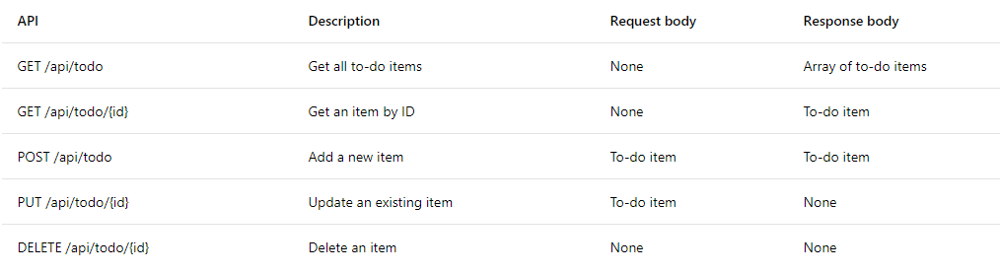 API Description Request body Response body
GET /api/todo Get all to-do items None Array of to-do items
GET /api/todo/{id} Get an item by ID None To-do item
POST /api/todo Add a new item To-do item To-do item
PUT /api/todo/{id} Update an existing item To-do item None
DELETE /api/todo/{id} Delete an item None None